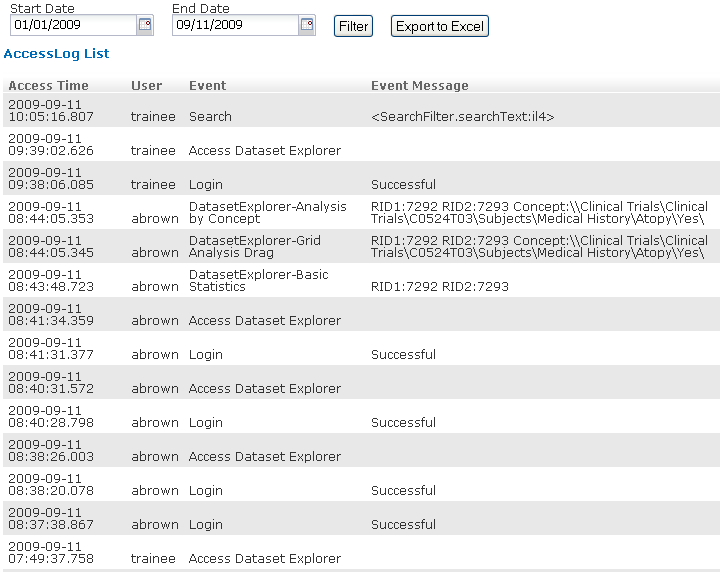 Start Date End Date
01/01/2009 09/11/2009 Filter Export to Excel
AccessLog List
Access Time User Event Event Message
2009-09-11
10:05:16.807 trainee Search <SearchFilter.searchText:il4>
2009-09-11
09:39:02.626 trainee Access Dataset Explorer
2009-09-11
09:38:06.085 trainee Login Successful
2009-09-11 DatasetExplorer-Analysis RID1:7292 RID2:7293 Concept:\\Clinical Trials\Clinical
08:44:05.353 abrown by Concept Trials\C0524T03\Subjects\Medical History\Atopy\Yes\
2009-09-11 DatasetExplorer-Grid RID1:7292 RID2:7293 Concept:\\Clinical Trials\Clinical
08:44:05.345 abrown Analysis Drag Trials\C0524T03\Subjects\Medical History\Atopy\Yes\
2009-09-11 DatasetExplorer-Basic
08:43:48.723 abrown Statistics RID1:7292 RID2:7293
2009-09-11
08:41:34.359 abrown Access Dataset Explorer
2009-09-11
08:41:31.377 abrown Login Successful
2009-09-11
08:40:31.572 abrown Access Dataset Explorer
2009-09-11
08:40:28.798 abrown Login Successful
2009-09-11
08:38:26.003 abrown Access Dataset Explorer
2009-09-11
08:38:20.078 abrown Login Successful
2009-09-11
08:37:38.867 abrown Login Successful
2009-09-11
07:49:37.758 trainee Access Dataset Explorer